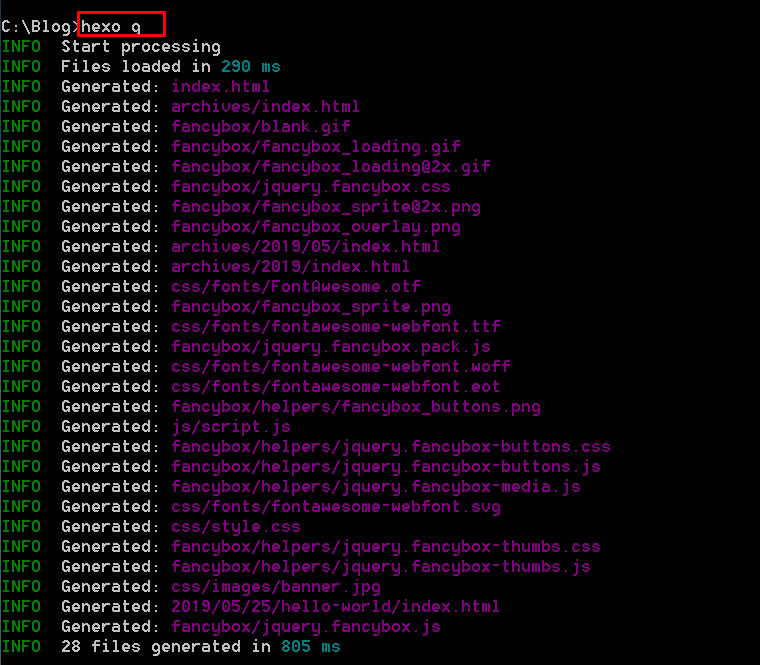 C:\Blog>hexo g
INFO  Start processing
INFO  Files loaded in 290 ms
INFO  Generated: index.html
INFO  Generated: archives/index.html
INFO  Generated: fancybox/blank.gif
INFO  Generated: fancybox/fancybox_loading.gif
INFO  Generated: fancybox/fancybox_loading@2x.gif
INFO  Generated: fancybox/jquery.fancybox.css
INFO  Generated: fancybox/fancybox_sprite@2x.png
INFO  Generated: fancybox/fancybox_overlay.png
INFO  Generated: archives/2019/05/index.html
INFO  Generated: archives/2019/index.html
INFO  Generated: css/fonts/FontAwesome.otf
INFO  Generated: fancybox/fancybox_sprite.png
INFO  Generated: css/fonts/fontawesome-webfont.ttf
INFO  Generated: fancybox/jquery.fancybox.pack.js
INFO  Generated: css/fonts/fontawesome-webfont.woff
INFO  Generated: css/fonts/fontawesome-webfont.eot
INFO  Generated: fancybox/helpers/fancybox_buttons.png
INFO  Generated: js/script.js
INFO  Generated: fancybox/helpers/jquery.fancybox-buttons.css
INFO  Generated: fancybox/helpers/jquery.fancybox-buttons.js
INFO  Generated: fancybox/helpers/jquery.fancybox-media.js
INFO  Generated: css/fonts/fontawesome-webfont.svg
INFO  Generated: css/style.css
INFO  Generated: fancybox/helpers/jquery.fancybox-thumbs.css
INFO  Generated: fancybox/helpers/jquery.fancybox-thumbs.js
INFO  Generated: css/images/banner.jpg
INFO  Generated: 2019/05/25/hello-world/index.html
INFO  Generated: fancybox/jquery.fancybox.js
INFO  28 files generated in 805 ms